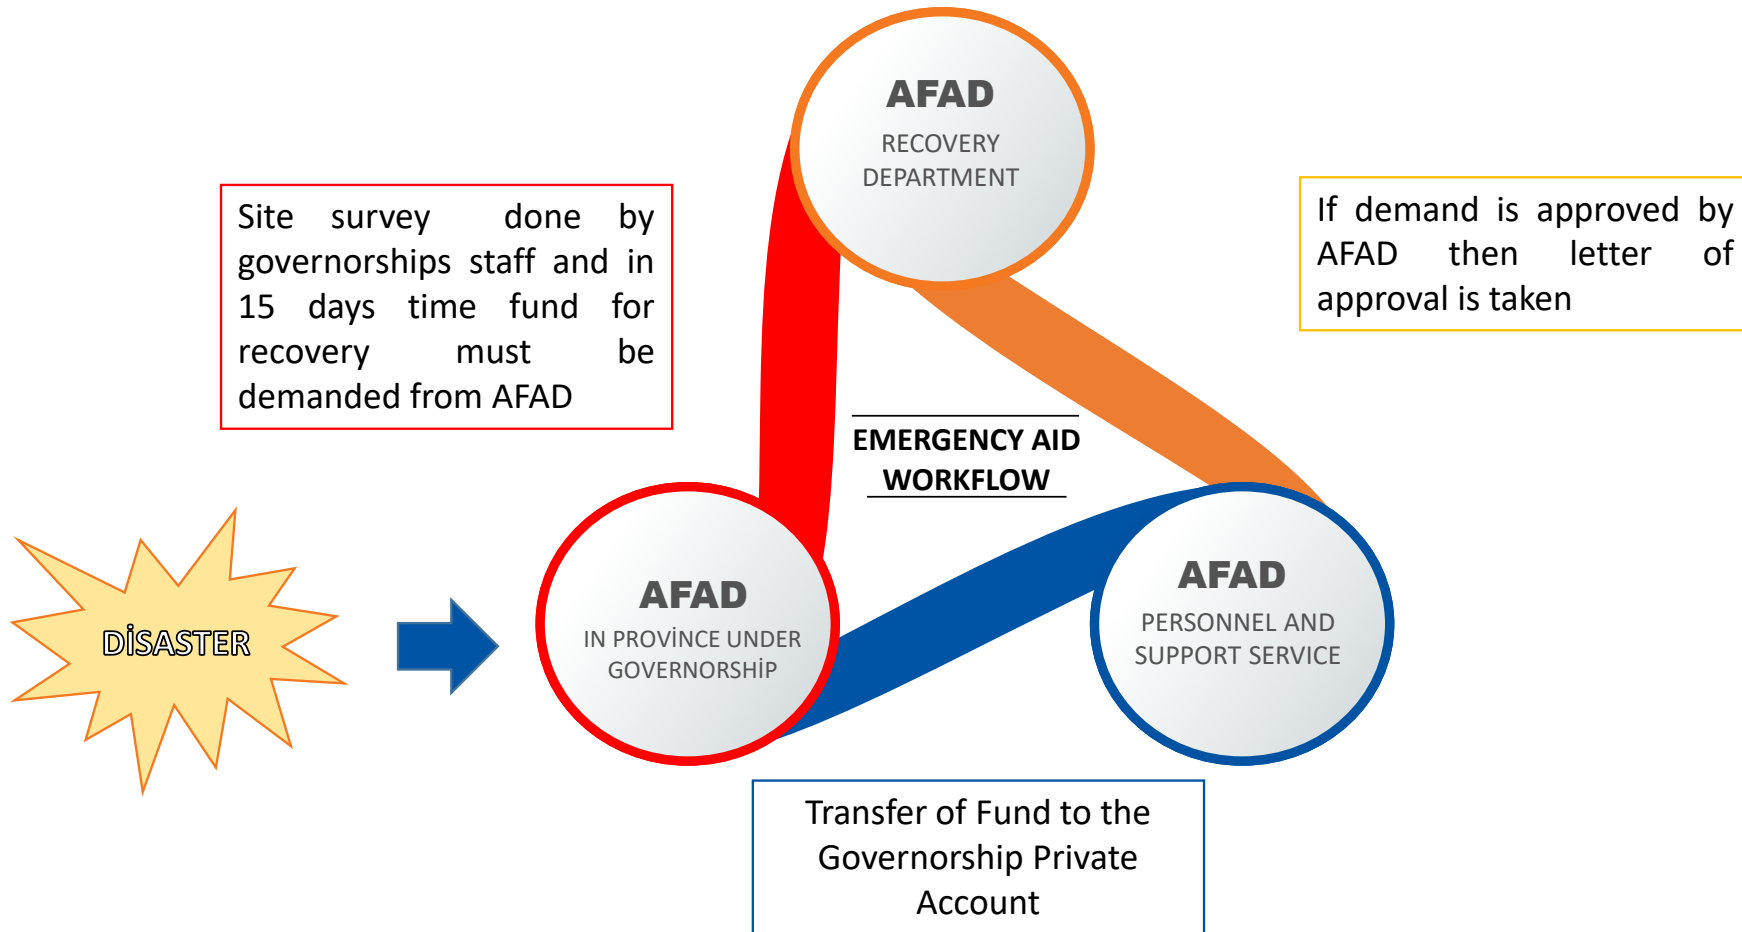 AFAD
RECOVERY
DEPARTMENT
Site survey done by
governorships staff and in
15 days time fund for
recovery must be
demanded from AFAD
If demand is approved by
AFAD then letter of
approval is taken
EMERGENCY AID
WORKFLOW
DİSASTER
AFAD
IN PROVİNCE UNDER
GOVERNORSHİP
AFAD
PERSONNEL AND
SUPPORT SERVICE
Transfer of Fund to the
Governorship Private
Account